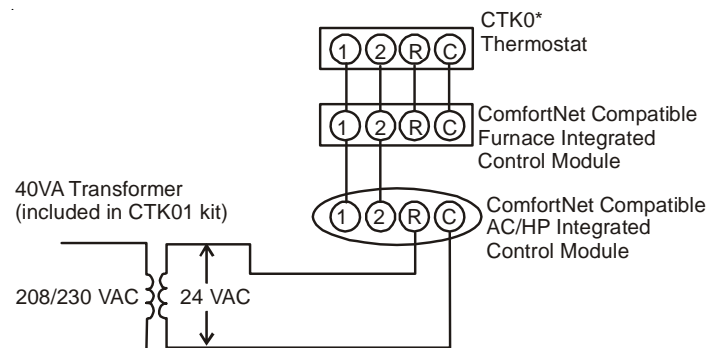 CTK0*
Thermostat
1 2 R C
1 2 R C
ComfortNet Compatible
Furnace Integrated
Control Module
40VA Transformer
(included in CTK01 kit)
1 2 R C
ComfortNet Compatible
AC/HP Integrated
Control Module
208/230 VAC
24 VAC